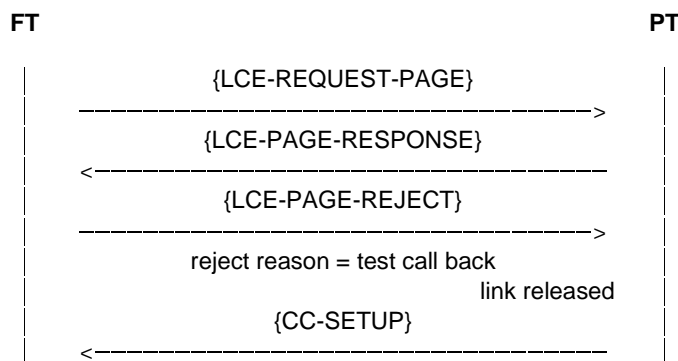 FT PT
{LCE-REQUEST-PAGE}
{LCE-PAGE-RESPONSE}
{LCE-PAGE-REJECT}
reject reason = test call back
link released
{CC-SETUP}